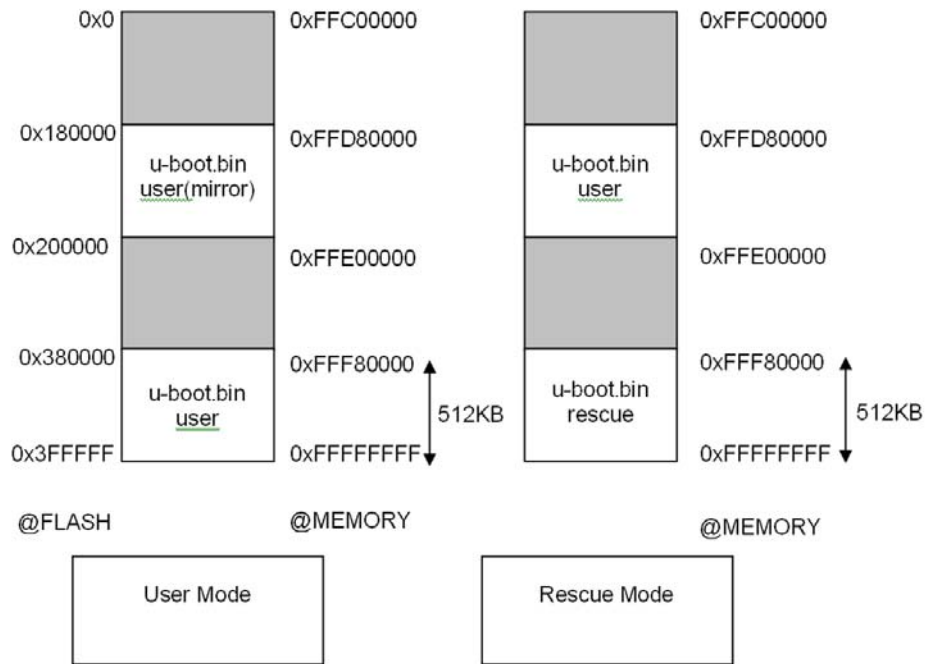 0x0
0xFFC00000
0xFFC00000
0x180000
0xFFD80000
0xFFD80000
u-boot.bin
user(mirror)
u-boot.bin
user
0x200000
0xFFE00000
0xFFE00000
0x380000
0xFFF80000
0xFFF80000
u-boot.bin
user
512KB
u-boot.bin
rescue
512KB
0x3FFFFF
0xFFFFFFFF
0xFFFFFFFF
@FLASH
@MEMORY
@MEMORY
User Mode
Rescue Mode